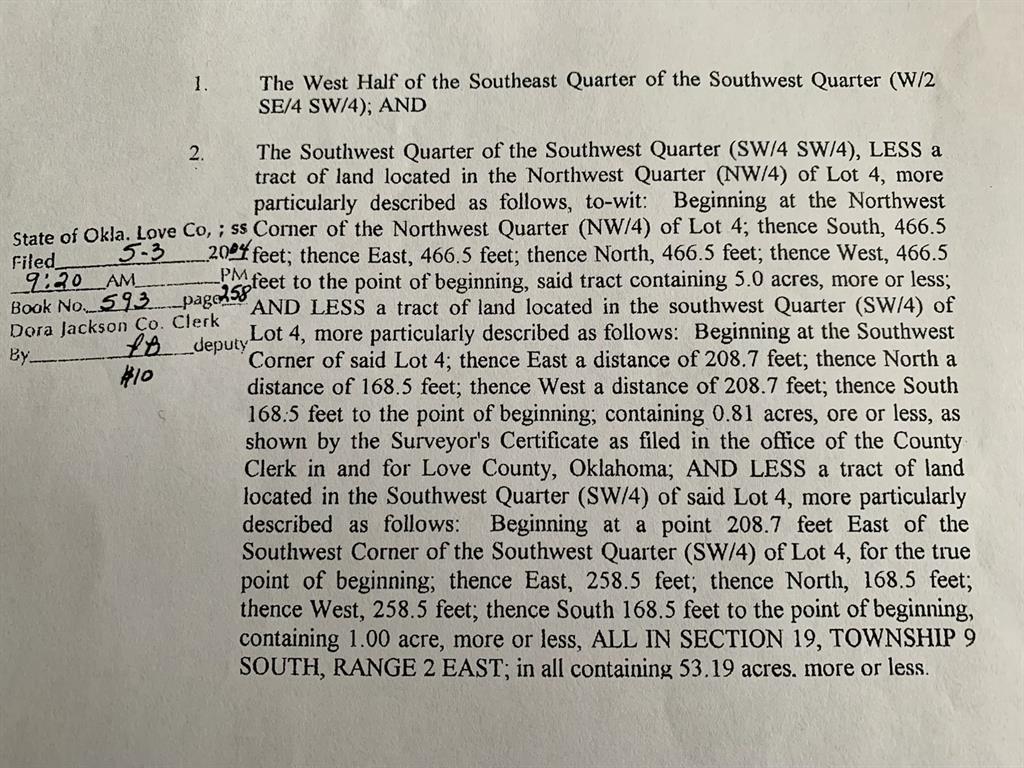 1. The West Half of the Southeast Quarter of the Southwest Quarter (W/2
SE/4 SW/4); AND
2. The Southwest Quarter of the Southwest Quarter (SW/4 SW/4), LESS a
tract of land located in the Northwest Quarter (NW/4) of Lot 4, more
particularly described as follows, to-wit: Beginning at the Northwest
Corner of the Northwest Quarter (NW/4) of Lot 4; thence South, 466.5
feet; thence East, 466.5 feet; thence North, 466.5 feet; thence West, 466.5
feet to the point of beginning, said tract containing 5.0 acres, more or less;
AND LESS a tract of land located in the southwest Quarter (SW/4) of
Lot 4, more particularly described as follows: Beginning at the Southwest
Corner of said Lot 4; thence East a distance of 208.7 feet; thence North a
distance of 168.5 feet; thence West a distance of 208.7 feet; thence South
168.5 feet to the point of beginning; containing 0.81 acres, ore or less, as
shown by the Surveyor's Certificate as filed in the office of the County
Clerk in and for Love County, Oklahoma; AND LESS a tract of land
located in the Southwest Quarter (SW/4) of said Lot 4, more particularly
described as follows: Beginning at a point 208.7 feet East of the
Southwest Corner of the Southwest Quarter (SW/4) of Lot 4, for the true
point of beginning; thence East, 258.5 feet; thence North, 168.5 feet;
thence West, 258.5 feet; thence South 168.5 feet to the point of beginning,
containing 1.00 acre, more or less, ALL IN SECTION 19, TOWNSHIP 9
SOUTH, RANGE 2 EAST; in all containing 53.19 acres. more or less.
State of Okla. Love Co, ; ss
Filed 5-3 2004
9:20 AM PM
Book No. 593 page 258
Dora Jackson Co. Clerk
By deputy
$10